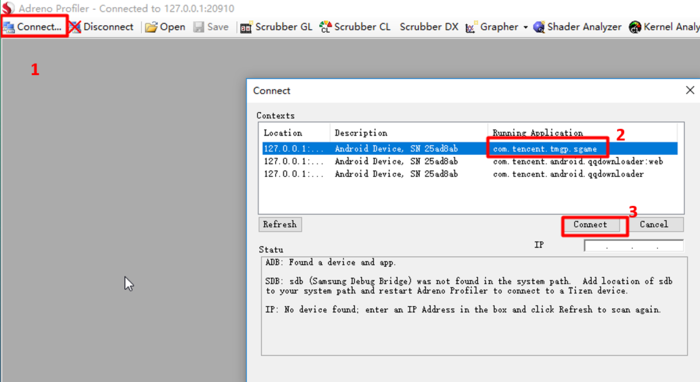 Adreno Profiler - Connected to 127.0.0.1:20910
Connect... Disconnect Open Save Scrubber GL Scrubber CL Scrubber DX Grapher Shader Analyzer Kernel Analy
1
Connect
Contexts
Location Description Running Application
2
127.0.0.1:... Android Device, SN 25ad8ab com.tencent.tmgp.sgame
127.0.0.1:... Android Device, SN 25ad8ab com.tencent.android.qqdownloader:web
127.0.0.1:... Android Device, SN 25ad8ab com.tencent.android.qqdownloader
3
Refresh Connect Cancel
IP . . .
Statu
ADB: Found a device and app.
SDB: sdb (Samsung Debug Bridge) was not found in the system path. Add location of sdb
to your system path and restart Adreno Profiler to connect to a Tizen device.
IP: No device found; enter an IP Address in the box and click Refresh to scan again.